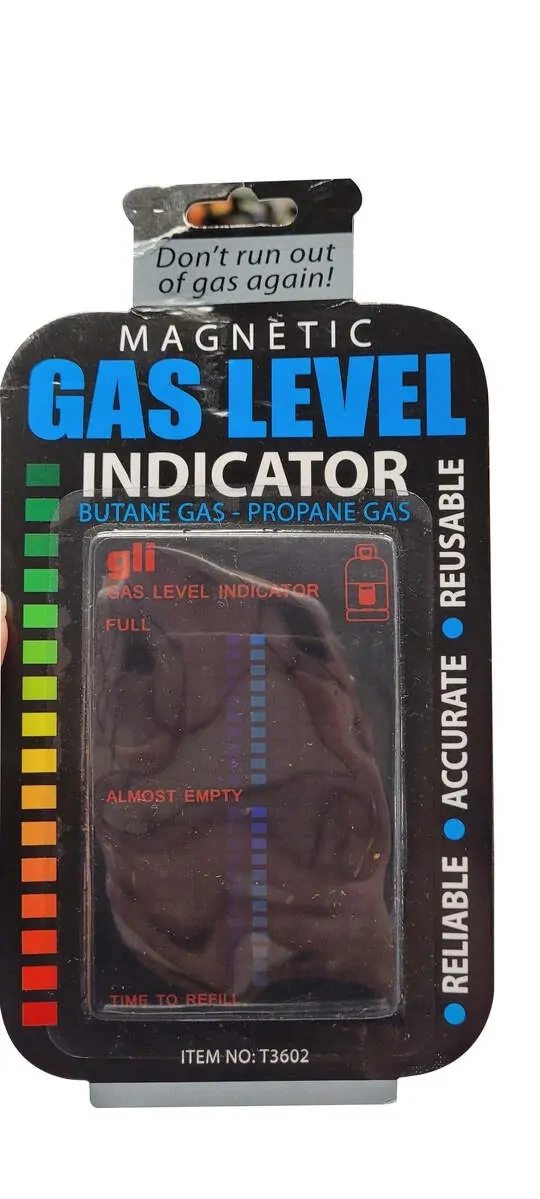 Don't run out
of gas again!
MAGNETIC
GAS LEVEL
INDICATOR
BUTANE GAS - PROPANE GAS
gli
GAS LEVEL INDICATOR
FULL
ALMOST EMPTY
TIME TO REFILL
RELIABLE • ACCURATE • REUSABLE
ITEM NO: T3602